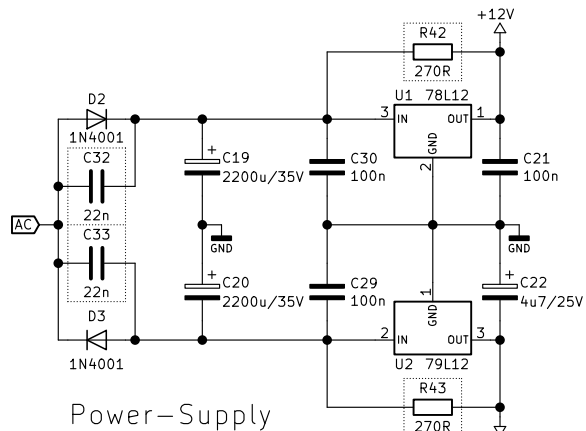 +12V
R42
270R
D2
1N4001
U1 78L12
3 IN OUT 1
GND
2
C32
22n
C19
2200u/35V
C30
100n
C21
100n
AC
GND
GND
C33
22n
C20
2200u/35V
C29
100n
C22
4u7/25V
1
GND
D3
1N4001
2 IN OUT 3
U2 79L12
R43
270R
Power-Supply
+
+
+